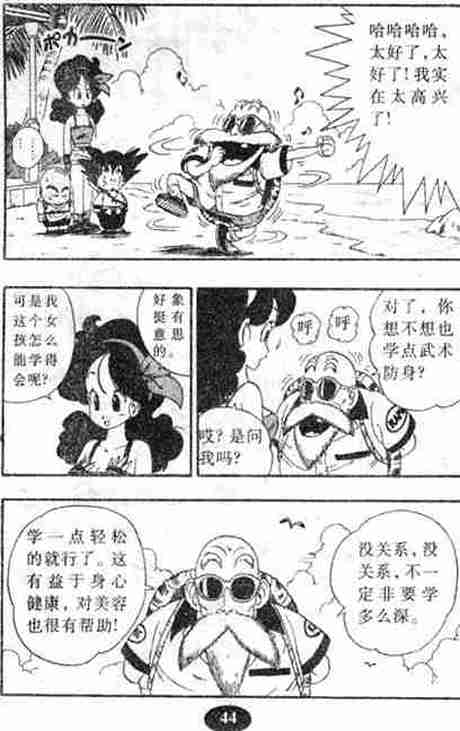 ポカーン
哈哈哈哈，
太好了，太
好了！我实
在太高兴
了！
……
对了，你
想不想也
学点武术
防身？
呼
呼
哎？是问
我吗？
好象
挺有
意思
的。
可是我
这个女
孩怎么
能学得
会呢？
没关系，没
关系，不一
定非要学
多么深。
学一点轻松
的就行了。这
有益于身心
健康，对美容
也很有帮助！
44